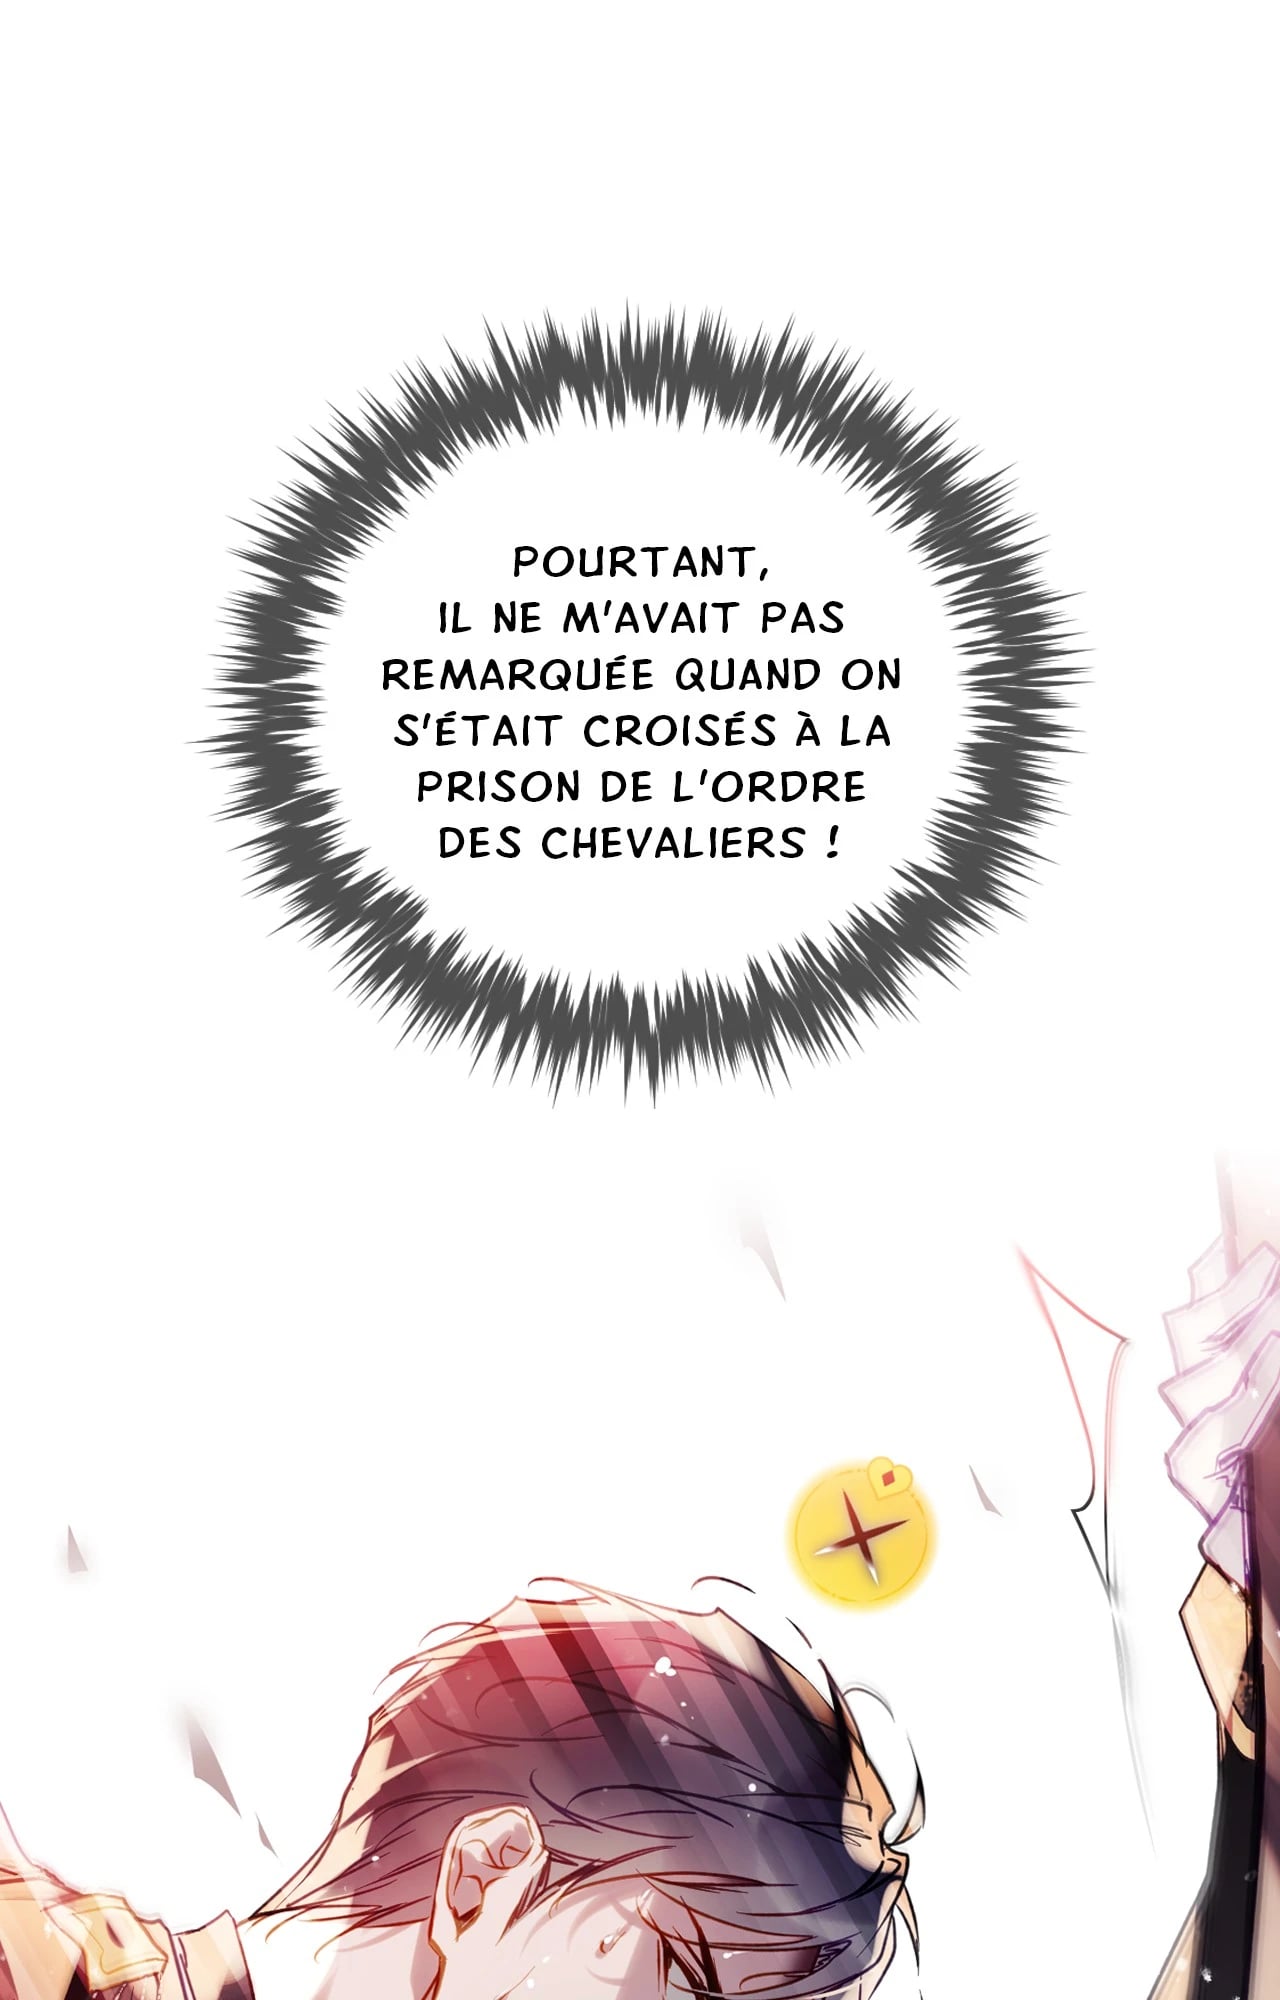 POURTANT,
IL NE M'AVAIT PAS
REMARQUÉE QUAND ON
S'ÉTAIT CROISÉS À LA
PRISON DE L'ORDRE
DES CHEVALIERS !